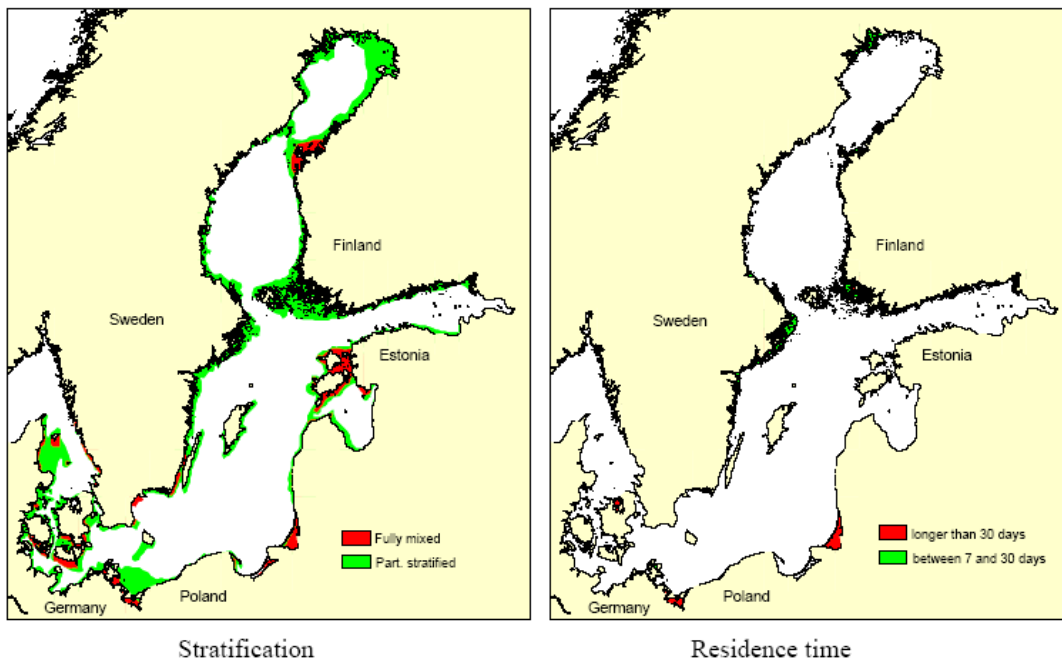 Finland
Sweden
Estonia
Fully mixed
Part. stratified
Poland
Germany
Stratification
Finland
Sweden
Estonia
longer than 30 days
between 7 and 30 days
Poland
Germany
Residence time